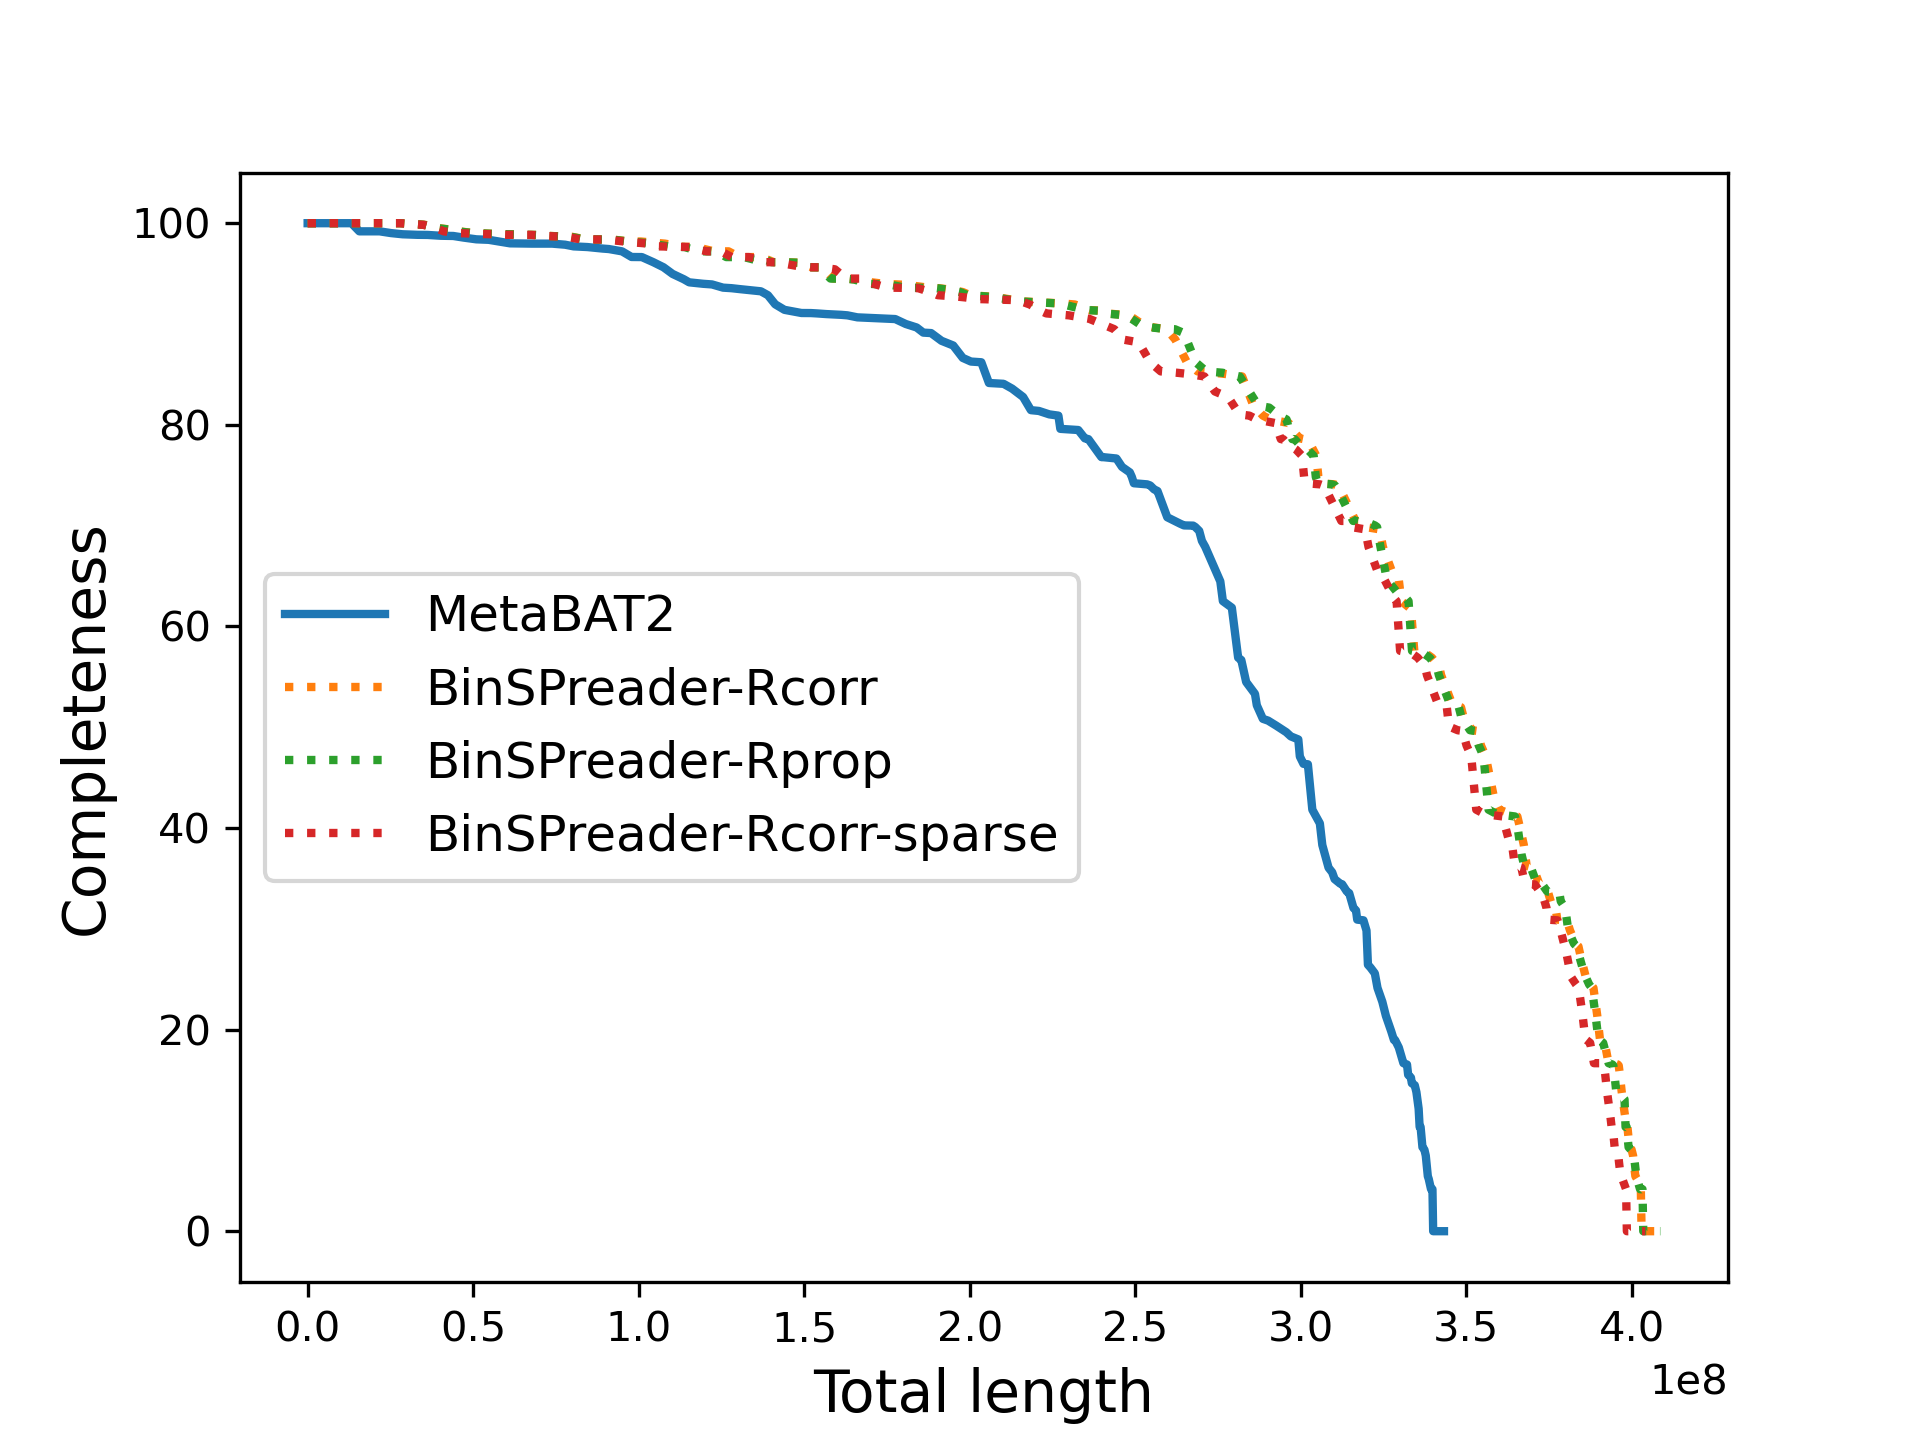 100
80
60
40
20
0
Completeness
MetaBAT2
BinSPreader-Rcorr
BinSPreader-Rprop
BinSPreader-Rcorr-sparse
0.0 0.5 1.0 1.5 2.0 2.5 3.0 3.5 4.0
1e8
Total length